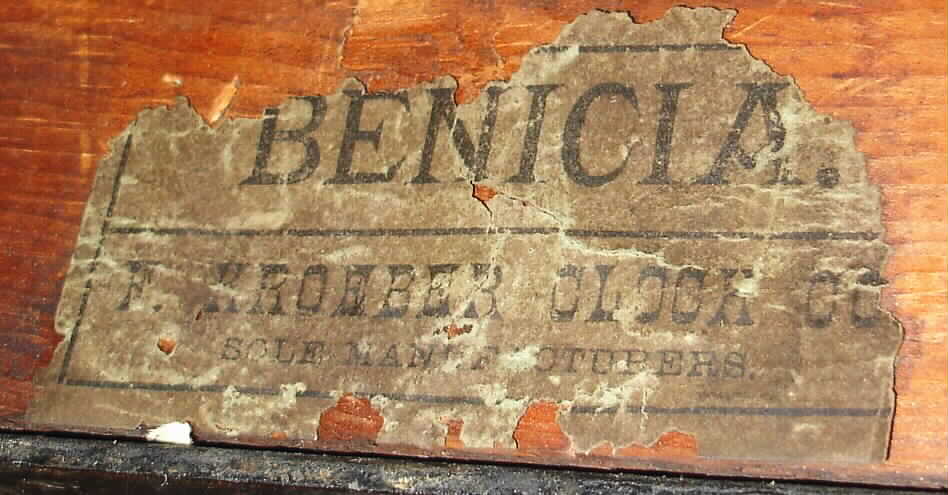 BENICIA.
F. KROEBER CLOCK CO
SOLE MANUFACTURERS.